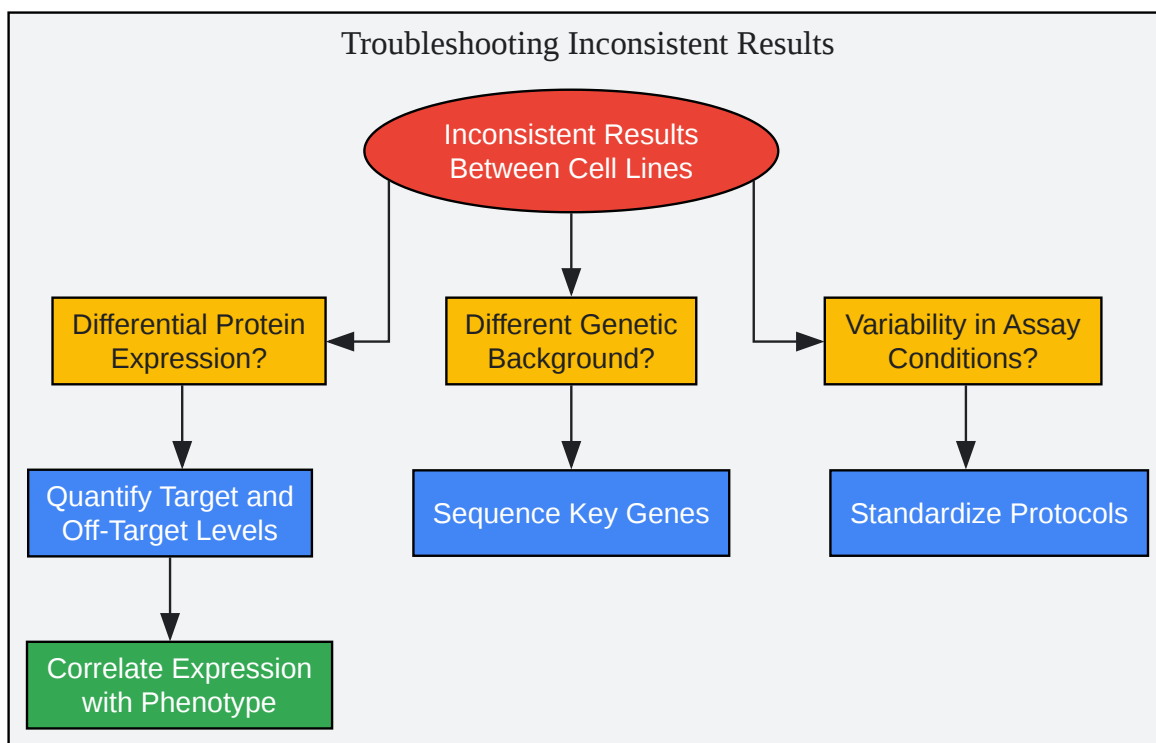 Troubleshooting Inconsistent Results
Inconsistent Results
Between Cell Lines
Differential Protein
Expression?
Different Genetic
Background?
Variability in Assay
Conditions?
Quantify Target and
Off-Target Levels
Sequence Key Genes
Standardize Protocols
Correlate Expression
with Phenotype